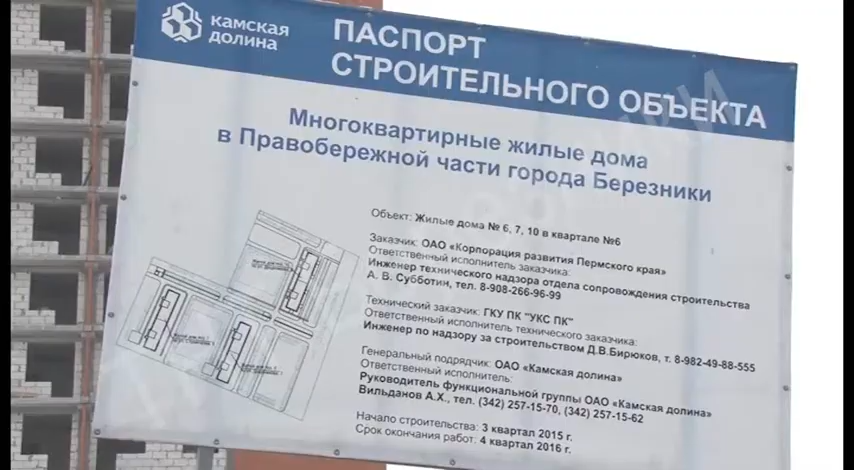 камская
долина
ПАСПОРТ
СТРОИТЕЛЬНОГО ОБЪЕКТА
Многоквартирные жилые дома
в Правобережной части города Березники
Объект: Жилые дома № 6, 7, 10 в квартале №6
Заказчик: ОАО «Корпорация развития Пермского края»
Ответственный исполнитель заказчика:
Инженер технического надзора отдела сопровождения строительства
А. В. Субботин, тел. 8-908-266-96-99
Технический заказчик: ГКУ ПК "УКС ПК"
Ответственный исполнитель технического заказчика:
Инженер по надзору за строительством Д.В.Бирюков, т. 8-982-49-88-555
Генеральный подрядчик: ОАО «Камская долина»
Ответственный исполнитель:
Руководитель функциональной группы ОАО «Камская долина»
Вильданов А.Х., тел. (342) 257-15-70, (342) 257-15-62
Начало строительства: 3 квартал 2015 г.
Срок окончания работ: 4 квартал 2016 г.